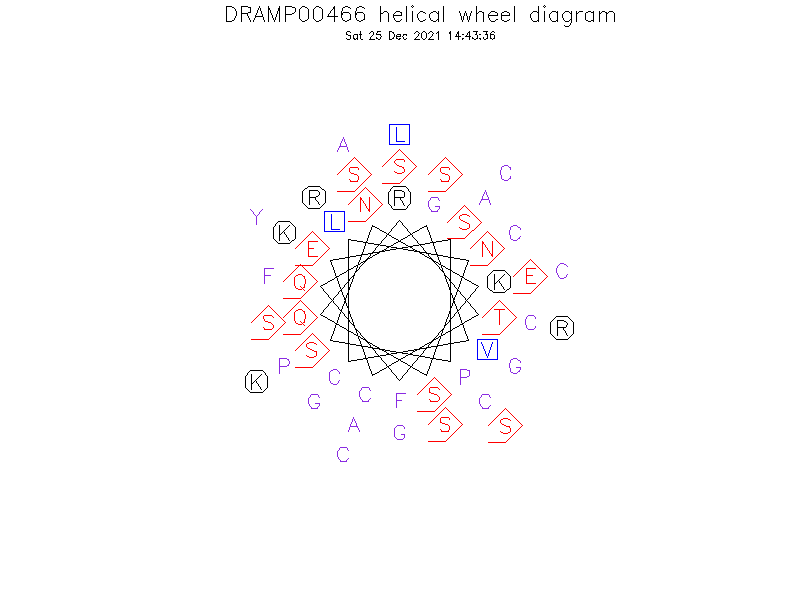 DRAMP00466 helical wheel diagram
Sat 25 Dec 2021 14:43:36
L
A
S S S C
R N R G A
Y K L S C
E N
F Q K E C
S Q T C R
S V
P C P G
K
G C F S C
A G S S
C